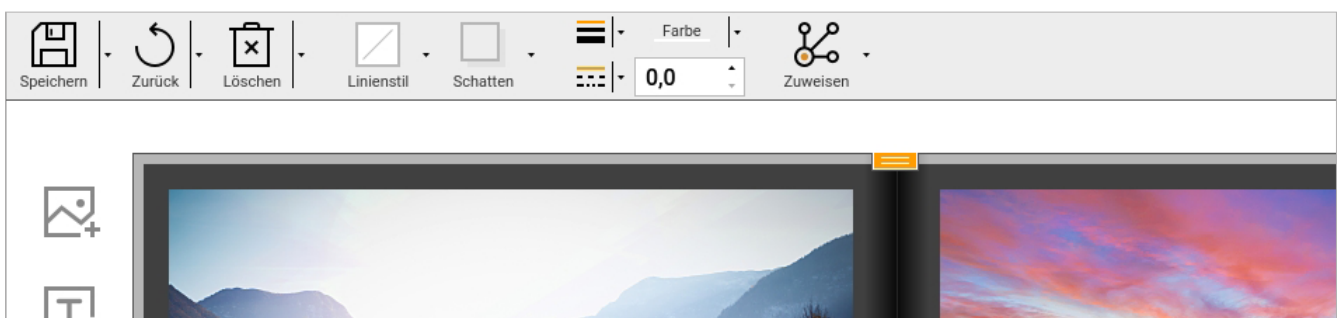 Farbe
Speichern
Zurück
Löschen
Linienstil
Schatten
0,0
Zuweisen
T